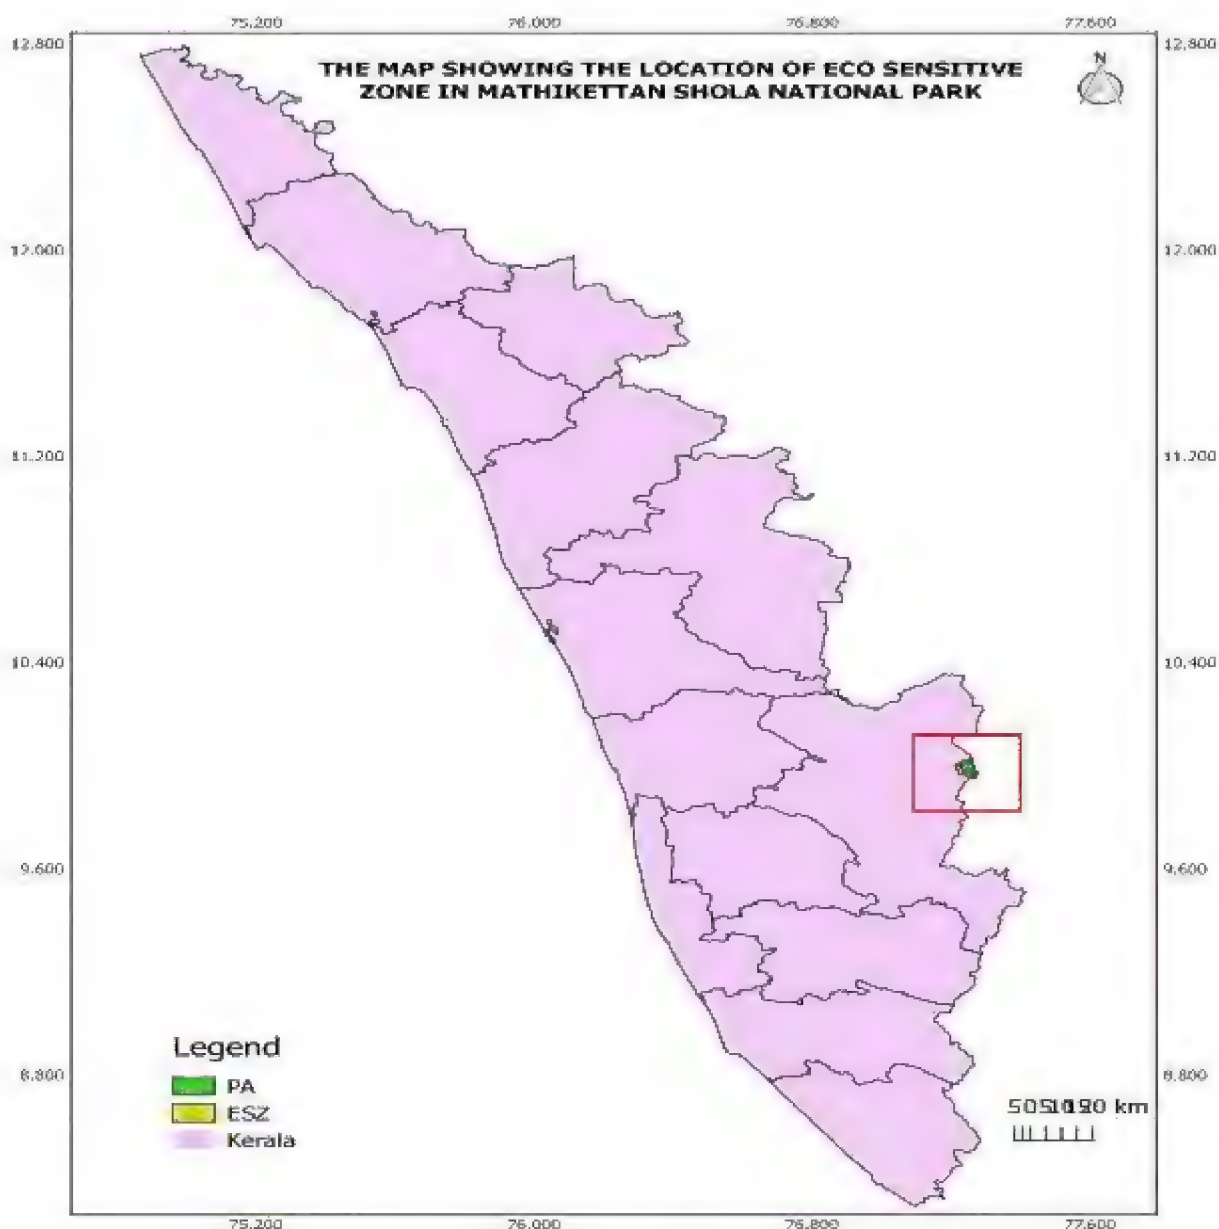 75.200 76.000 76.800 77.600
12.800 12.800
THE MAP SHOWING THE LOCATION OF ECO SENSITIVE
ZONE IN MATHIKETTAN SHOLA NATIONAL PARK
N
12.000 12.000
11.200 11.200
10.400 10.400
9.600 9.600
8.800 8.800
Legend
PA
ESZ
Kerala
km
75.200 76.000 76.800 77.600